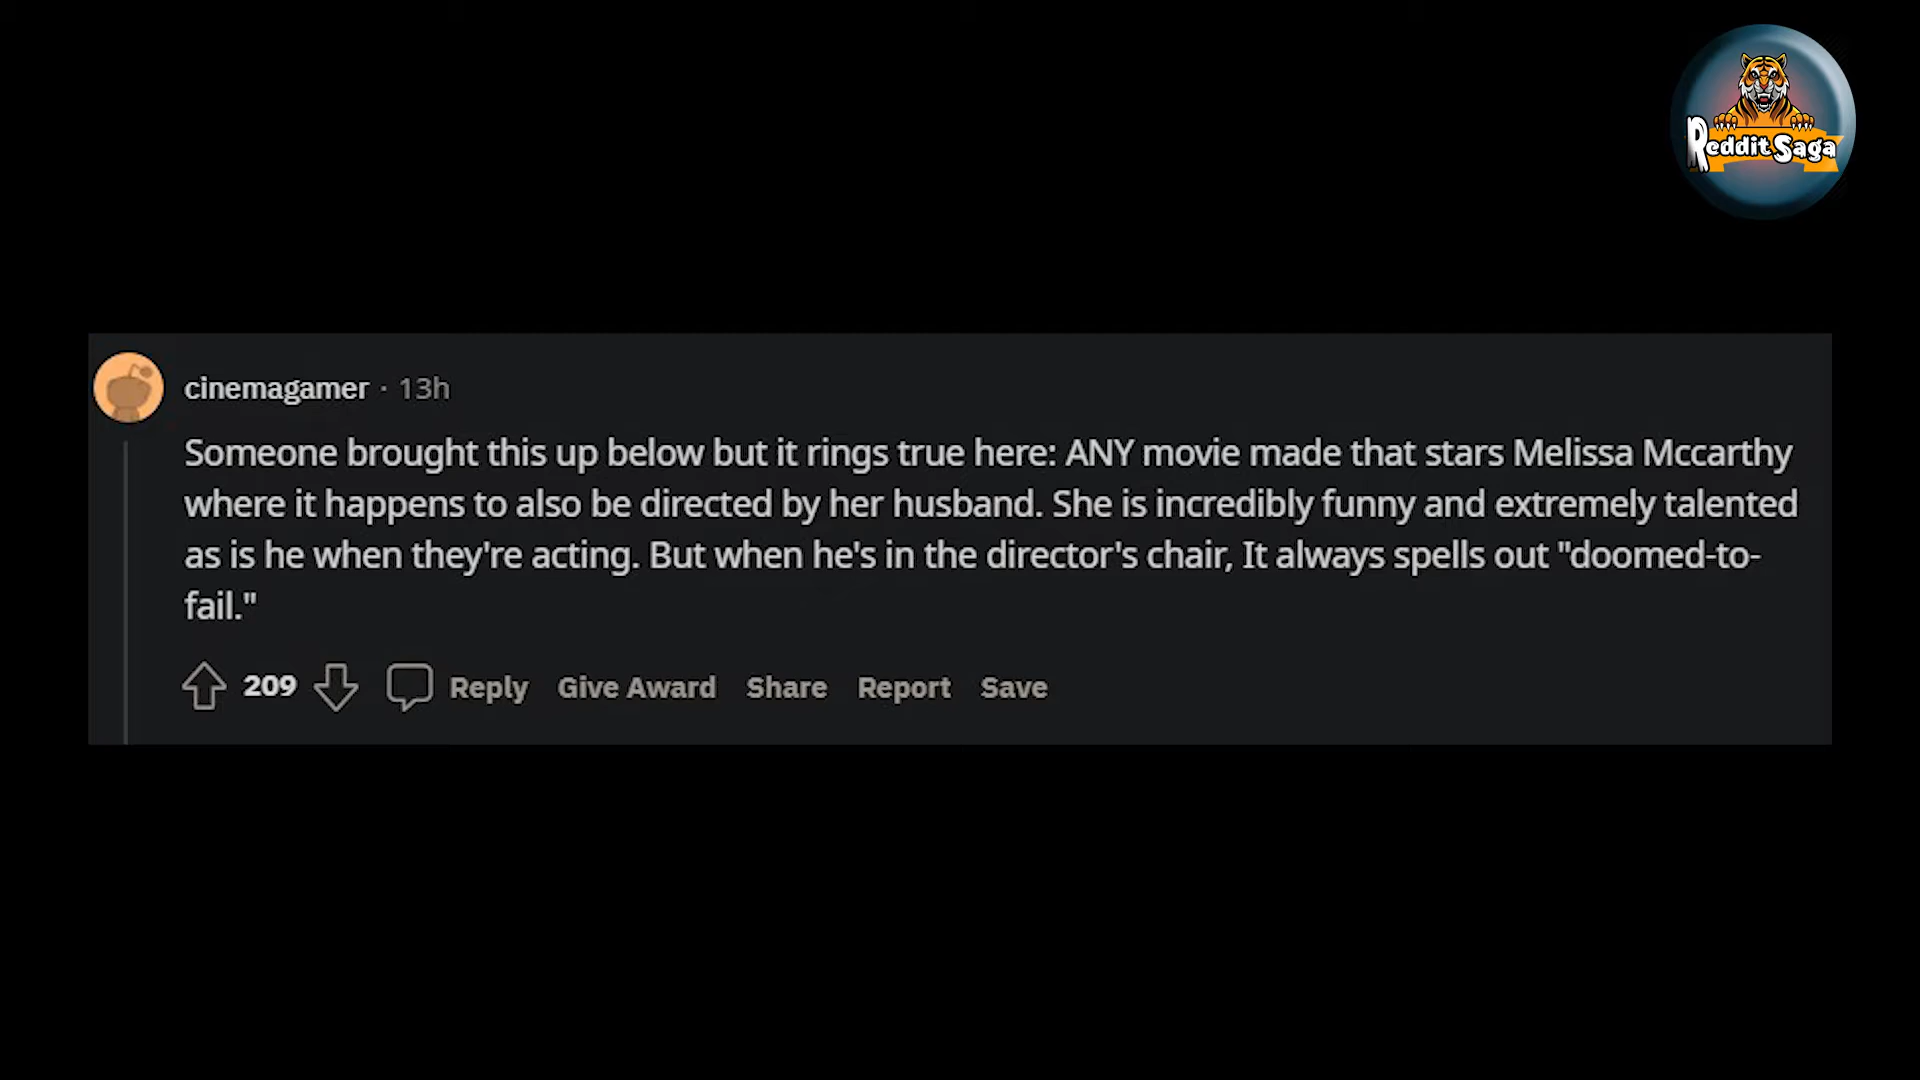 Reddit Saga
cinemagamer · 13h
Someone brought this up below but it rings true here: ANY movie made that stars Melissa Mccarthy
where it happens to also be directed by her husband. She is incredibly funny and extremely talented
as is he when they're acting. But when he's in the director's chair, It always spells out "doomed-to-
fail."
209 Reply Give Award Share Report Save